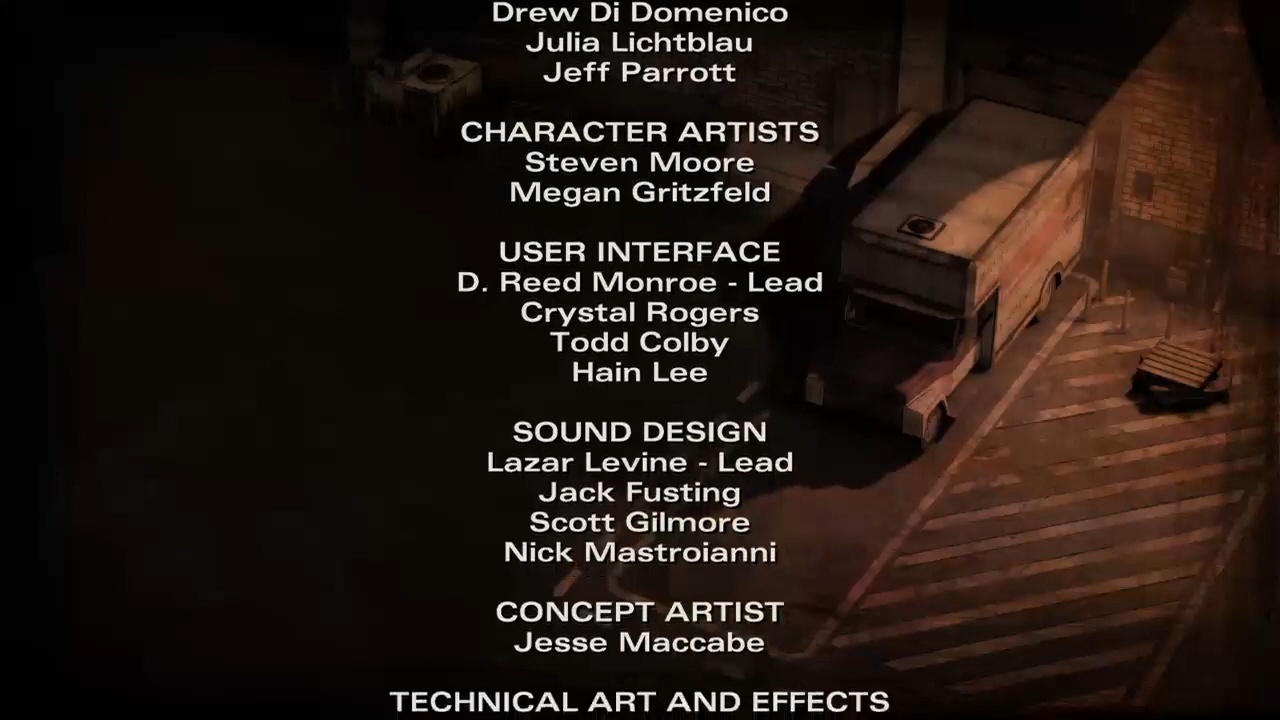 Drew Di Domenico
Julia Lichtblau
Jeff Parrott
CHARACTER ARTISTS
Steven Moore
Megan Gritzfeld
USER INTERFACE
D. Reed Monroe - Lead
Crystal Rogers
Todd Colby
Hain Lee
SOUND DESIGN
Lazar Levine - Lead
Jack Fusting
Scott Gilmore
Nick Mastroianni
CONCEPT ARTIST
Jesse Maccabe
TECHNICAL ART AND EFFECTS